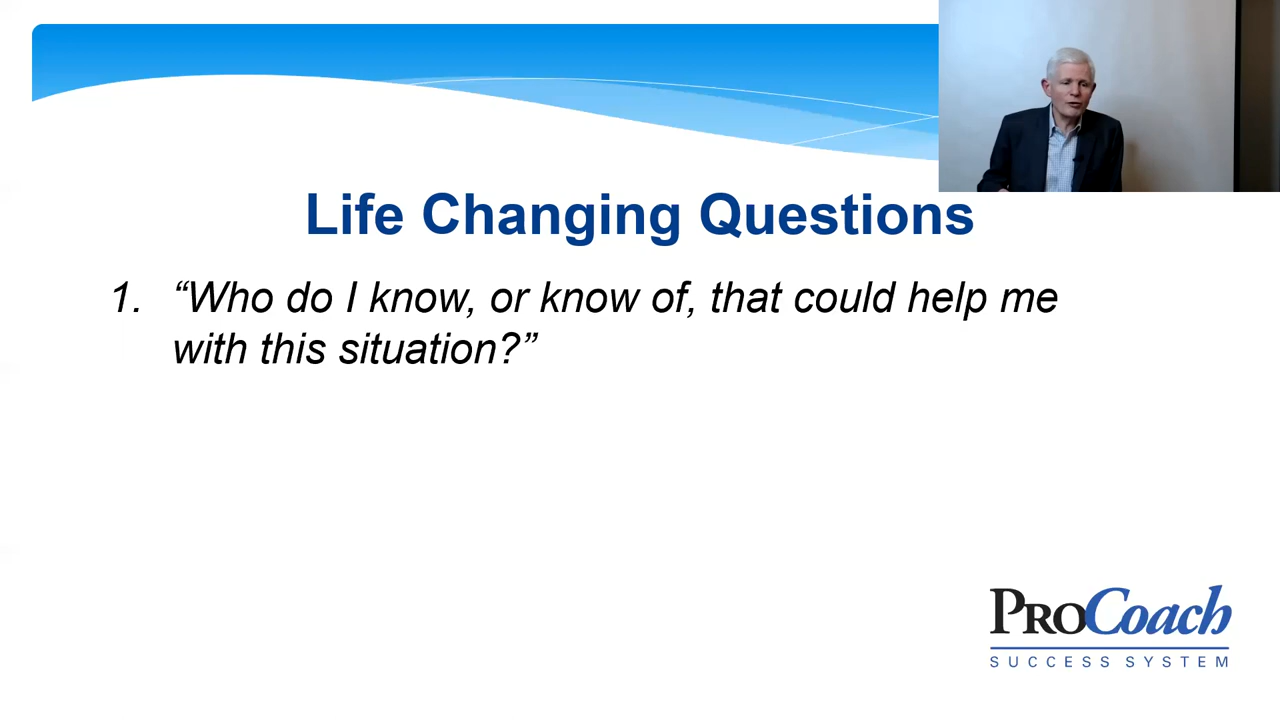 Life Changing Questions
1. “Who do I know, or know of, that could help me
with this situation?”
PROCoach
SUCCESS SYSTEM